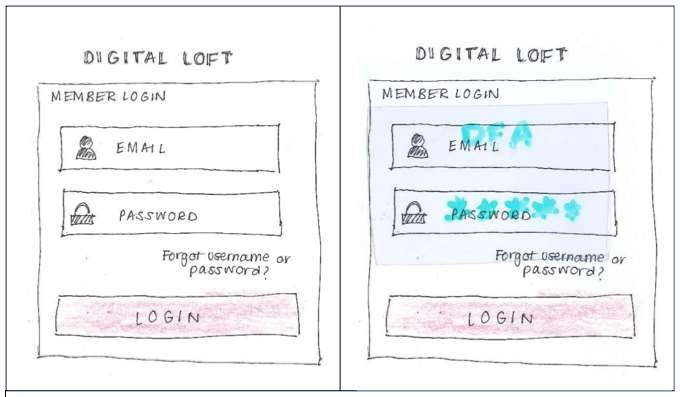 DIGITAL LOFT
MEMBER LOGIN
EMAIL
PASSWORD
Forgot username or
password?
LOGIN
DIGITAL LOFT
MEMBER LOGIN
DFA
EMAIL
*****
PASSWORD
Forgot username or
password?
LOGIN